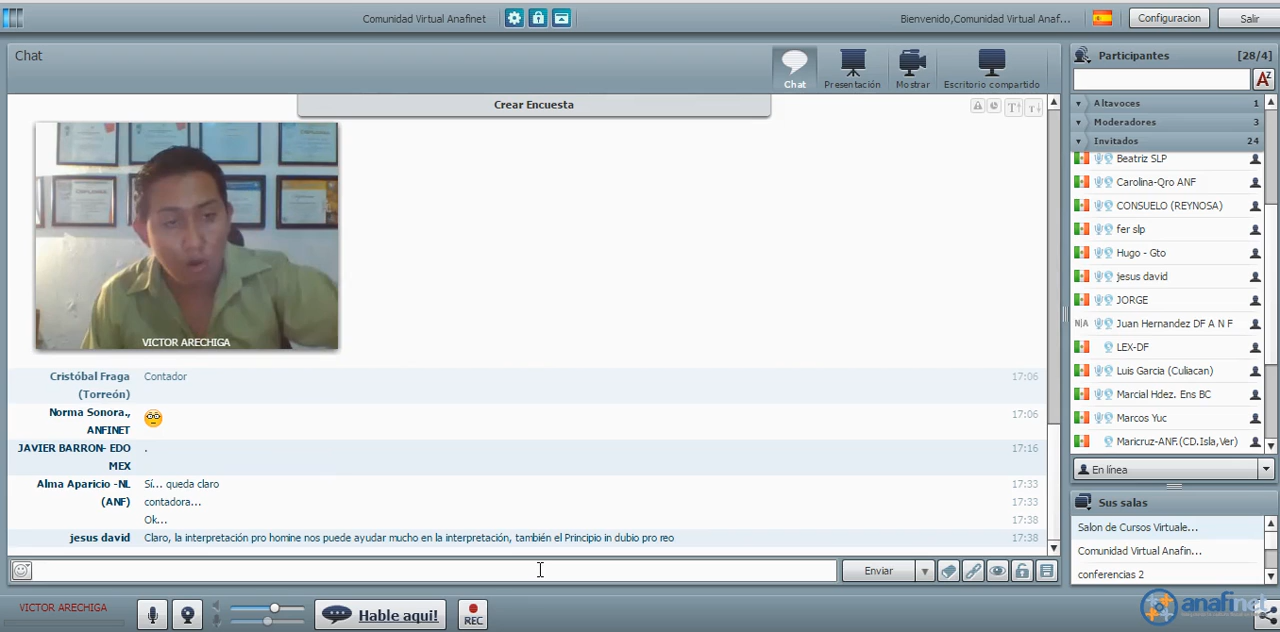 Comunidad Virtual Anafinet
Bienvenido,Comunidad Virtual Anaf...
Configuracion
Salir
Chat
Chat
Presentación
Mostrar
Escritorio compartido
Crear Encuesta
VICTOR ARECHIGA
Cristóbal Fraga Contador 17:06
(Torreón)
Norma Sonora., 17:06
ANFINET
JAVIER BARRON- EDO . 17:16
MEX
Alma Aparicio -NL Sí... queda claro 17:33
(ANF) contadora... 17:33
Ok... 17:38
jesus david Claro, la interpretación pro homine nos puede ayudar mucho en la interpretación, también el Principio in dubio pro reo 17:38
Enviar
VICTOR ARECHIGA
Hable aqui!
REC
Participantes [28/4]
AZ
Altavoces 1
Moderadores 3
Invitados 24
Beatriz SLP
Carolina-Qro ANF
CONSUELO (REYNOSA)
fer slp
Hugo - Gto
jesus david
JORGE
N/A Juan Hernandez DF A N F
LEX-DF
Luis Garcia (Culiacan)
Marcial Hdez. Ens BC
Marcos Yuc
Maricruz-ANF.(CD.Isla,Ver)
En línea
Sus salas
Salon de Cursos Virtuale...
Comunidad Virtual Anafin...
conferencias 2
anafinet